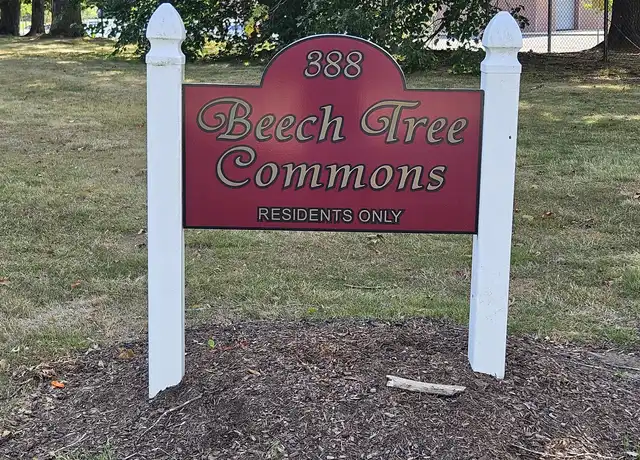 388
Beech Tree
Commons
RESIDENTS ONLY